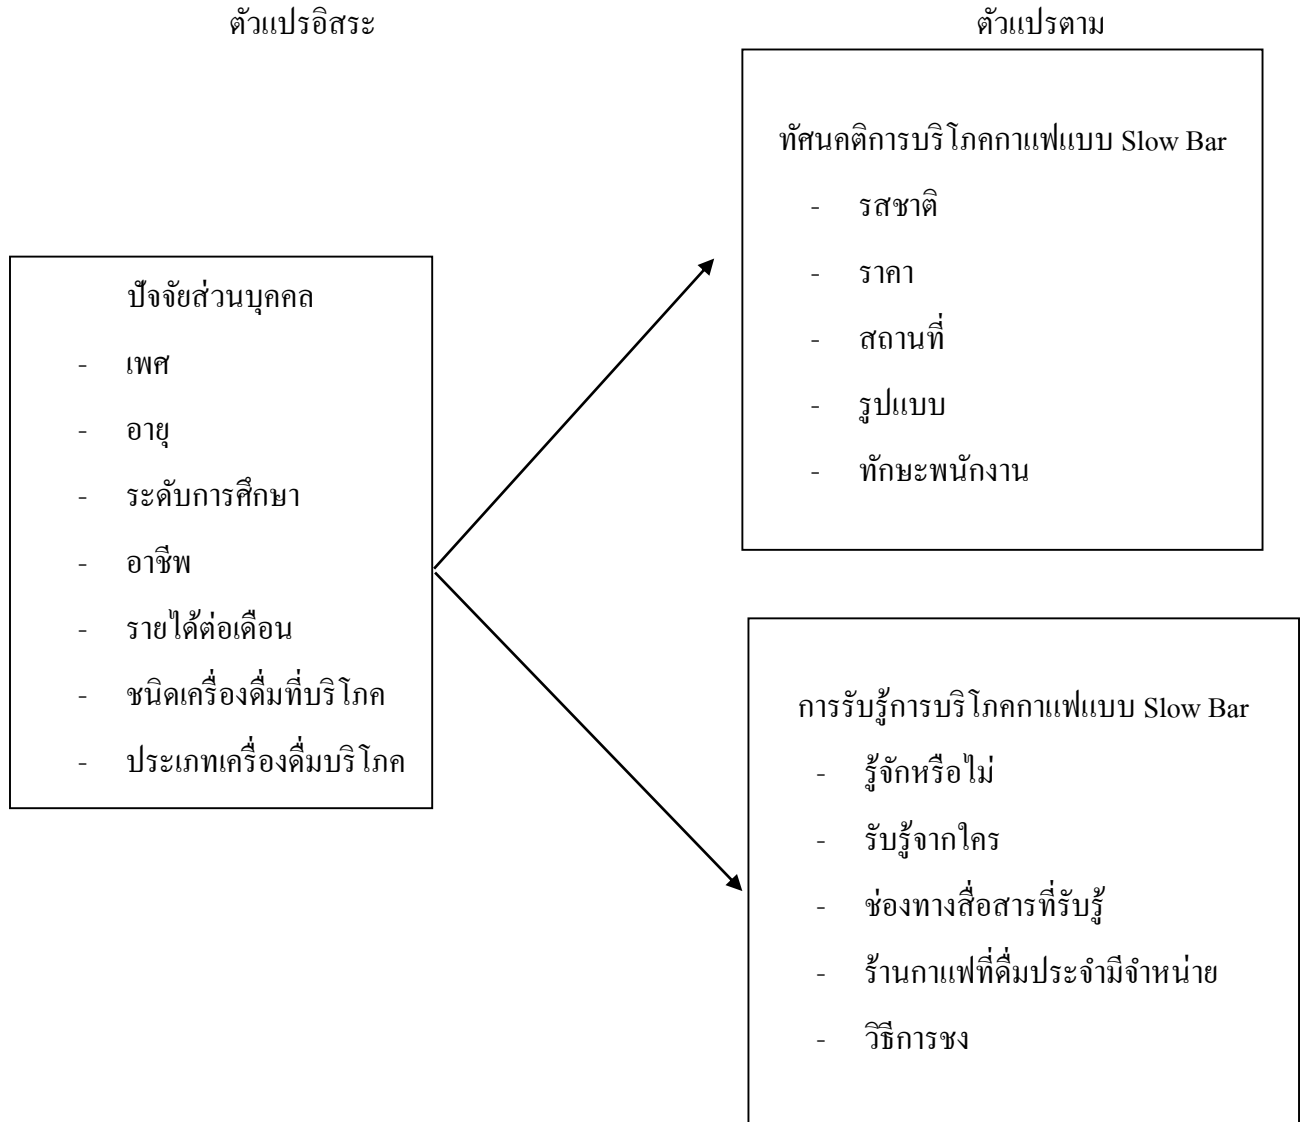 ตัวแปรอิสระ
ตัวแปรตาม
ปัจจัยส่วนบุคคล
- เพศ
- อายุ
- ระดับการศึกษา
- อาชีพ
- รายได้ต่อเดือน
- ชนิดเครื่องดื่มที่บริโภค
- ประเภทเครื่องดื่มบริโภค
ทัศนคติการบริโภคกาแฟแบบ Slow Bar
- รสชาติ
- ราคา
- สถานที่
- รูปแบบ
- ทักษะพนักงาน
การรับรู้การบริโภคกาแฟแบบ Slow Bar
- รู้จักหรือไม่
- รับรู้จากใคร
- ช่องทางสื่อสารที่รับรู้
- ร้านกาแฟที่ดื่มประจำมีจำหน่าย
- วิธีการชง